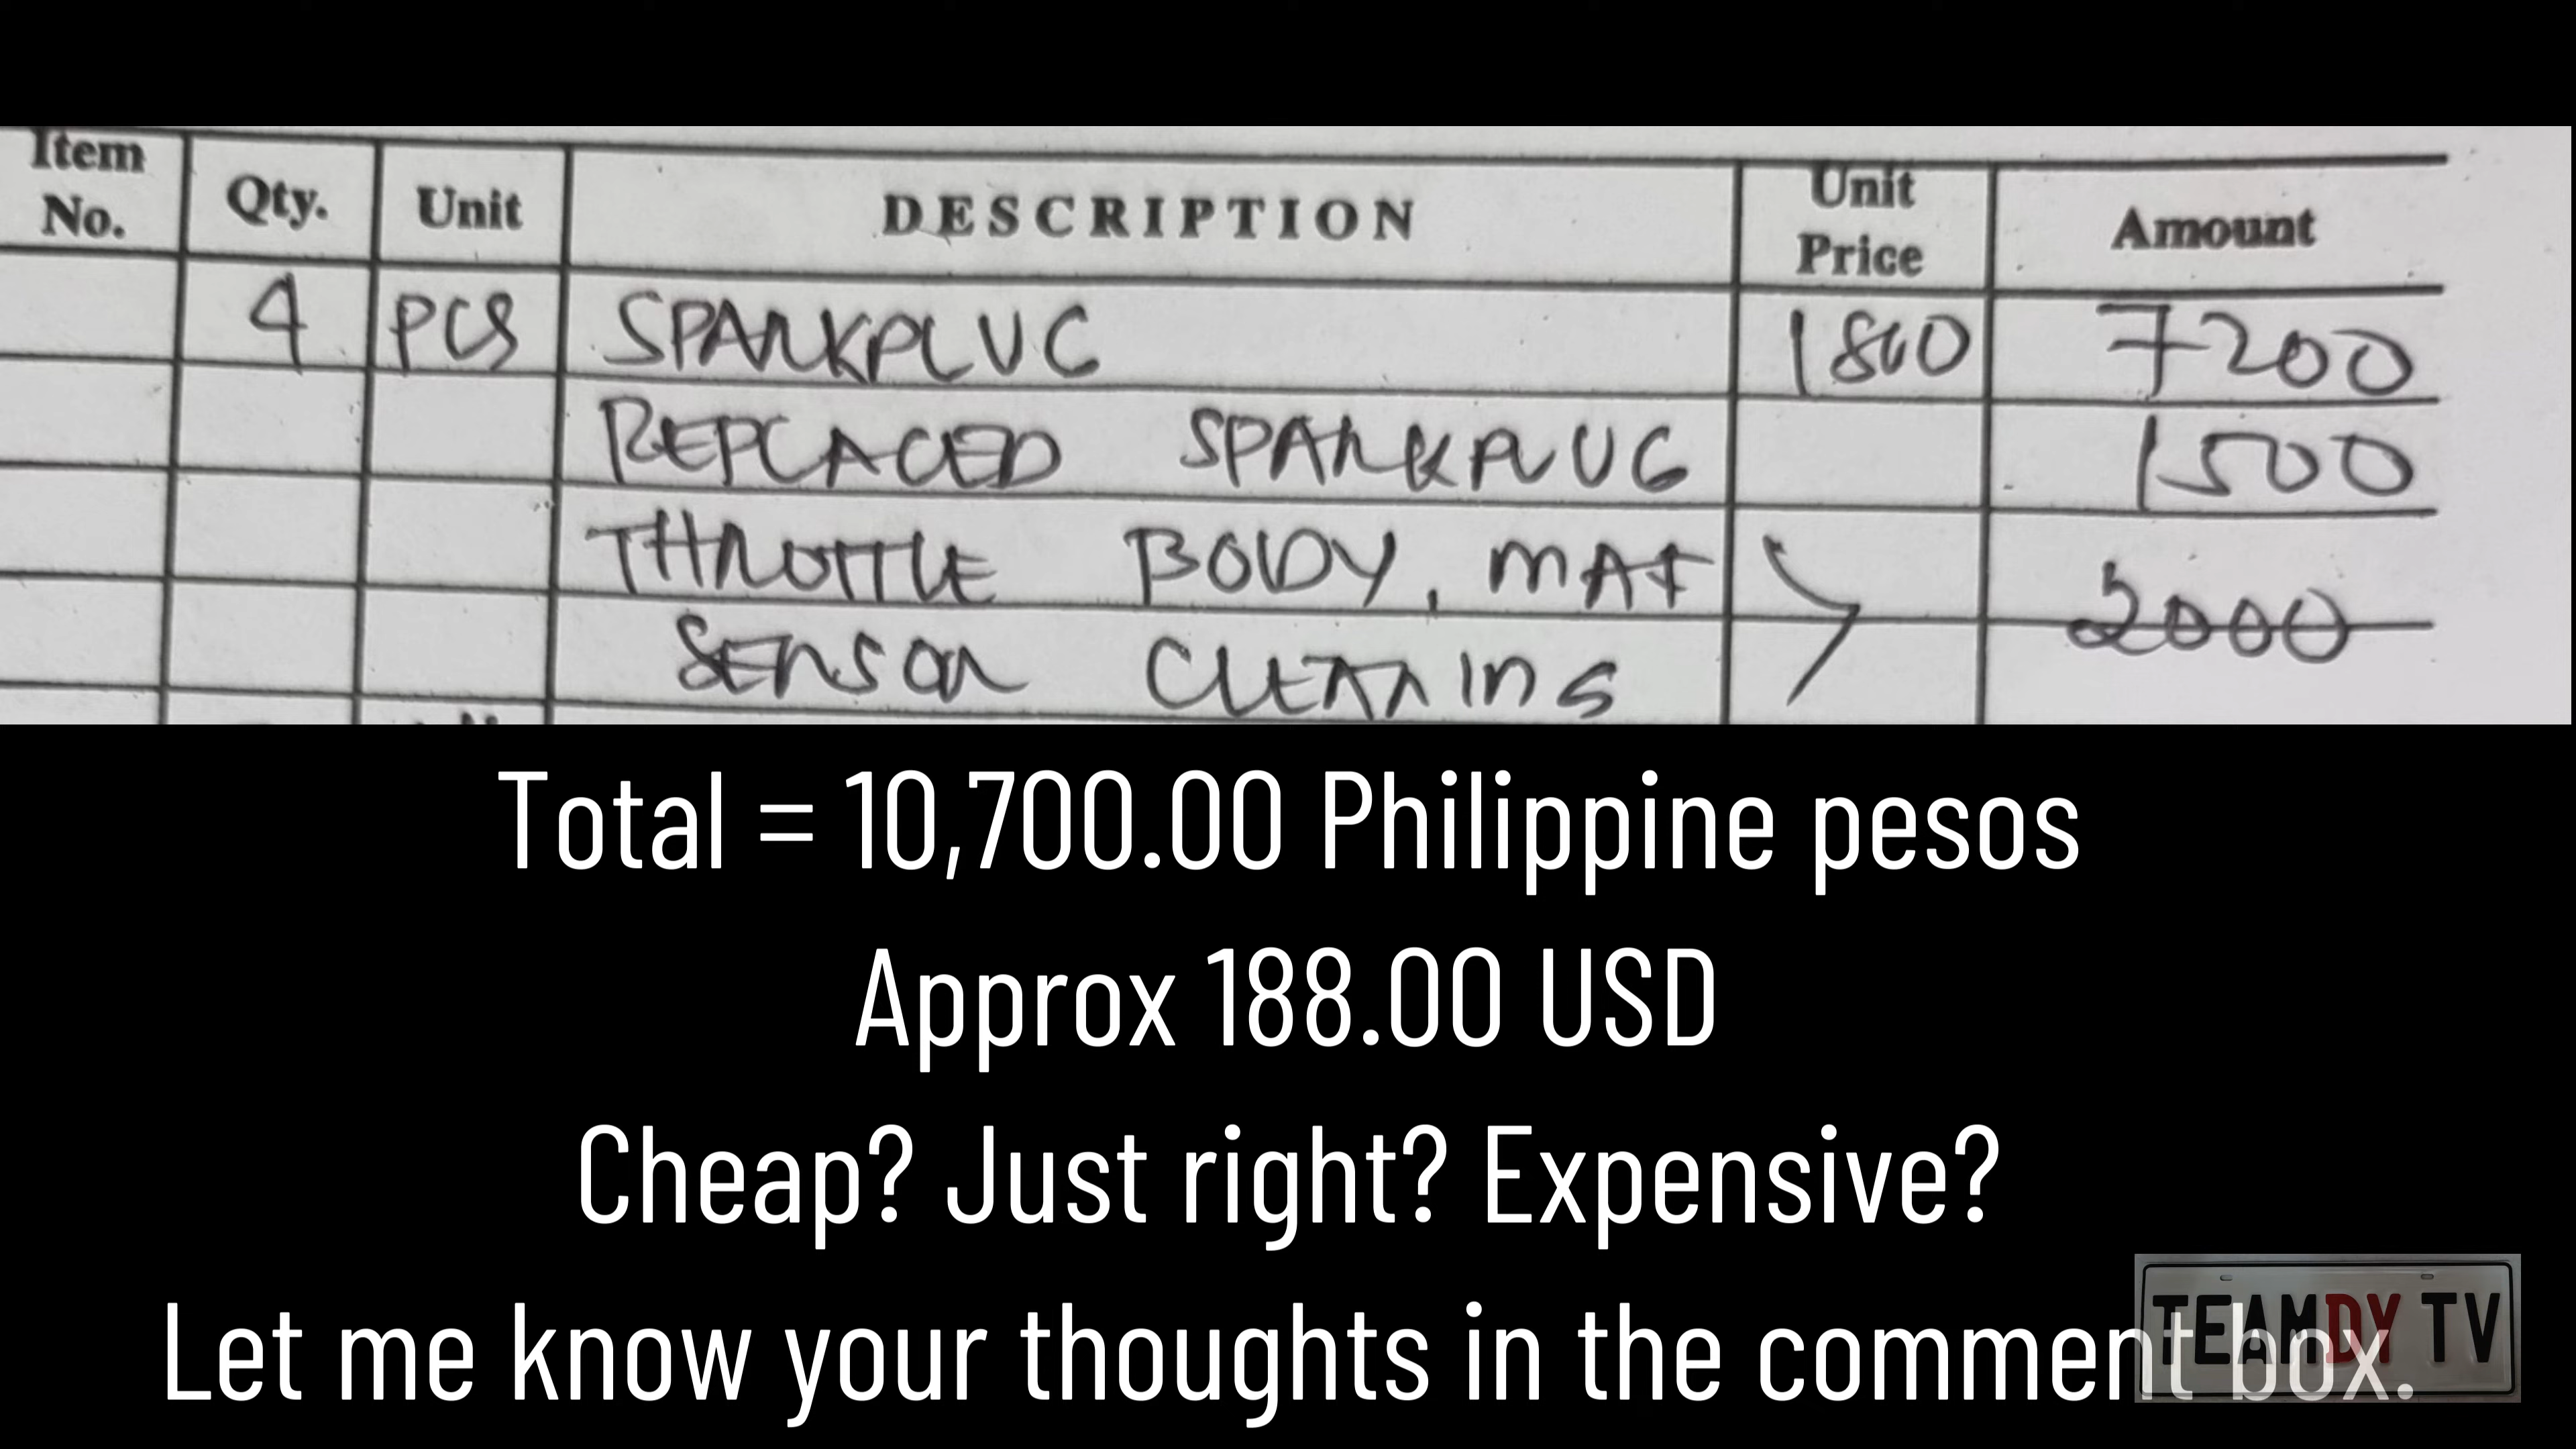 Item No. Qty. Unit DESCRIPTION Unit Price Amount
4 PCS SPARKPLUG 1800 7200
REPLACED SPARKPLUG 1500
THROTTLE BODY, MAF
SENSOR CLEANING 2000
Total = 10,700.00 Philippine pesos
Approx 188.00 USD
Cheap? Just right? Expensive?
Let me know your thoughts in the comment box.
TEAMDY TV